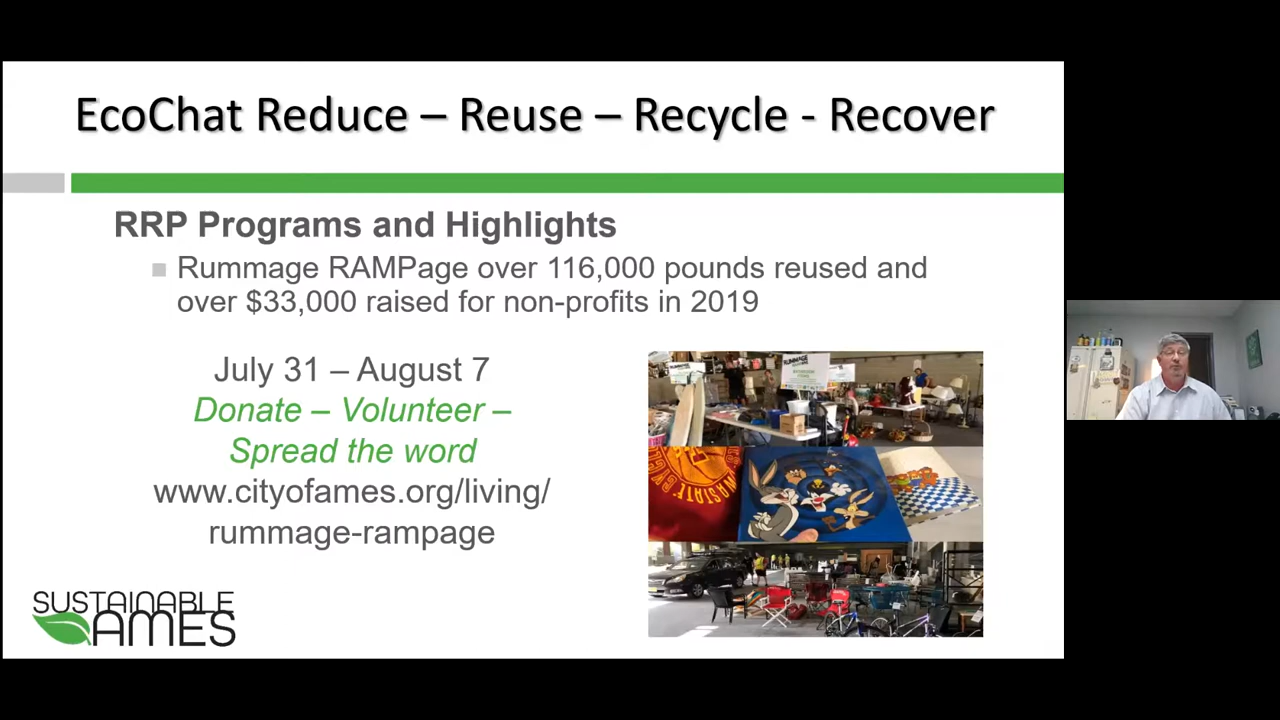 EcoChat Reduce – Reuse – Recycle - Recover
RRP Programs and Highlights
Rummage RAMPage over 116,000 pounds reused and
over $33,000 raised for non-profits in 2019
July 31 – August 7
Donate – Volunteer –
Spread the word
www.cityofames.org/living/
rummage-rampage
RUMMAGE
SUSTAINABLE
AMES